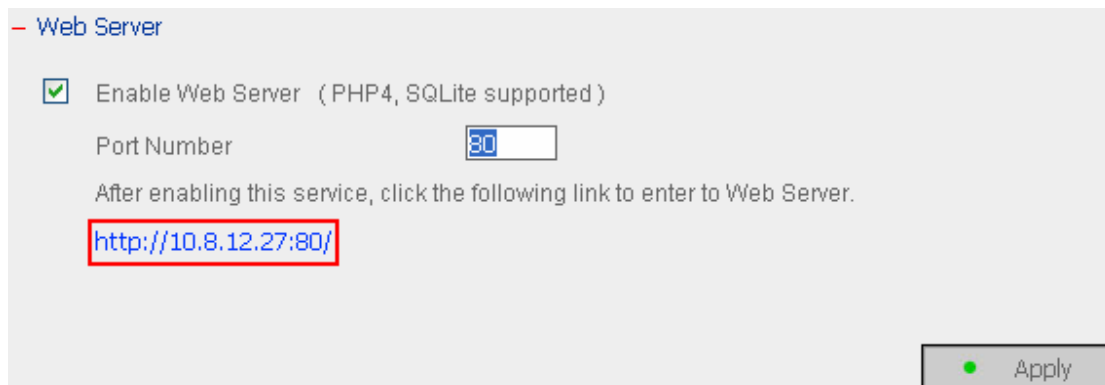 – Web Server
Enable Web Server ( PHP4, SQLite supported )
Port Number 80
After enabling this service, click the following link to enter to Web Server.
http://10.8.12.27:80/
Apply